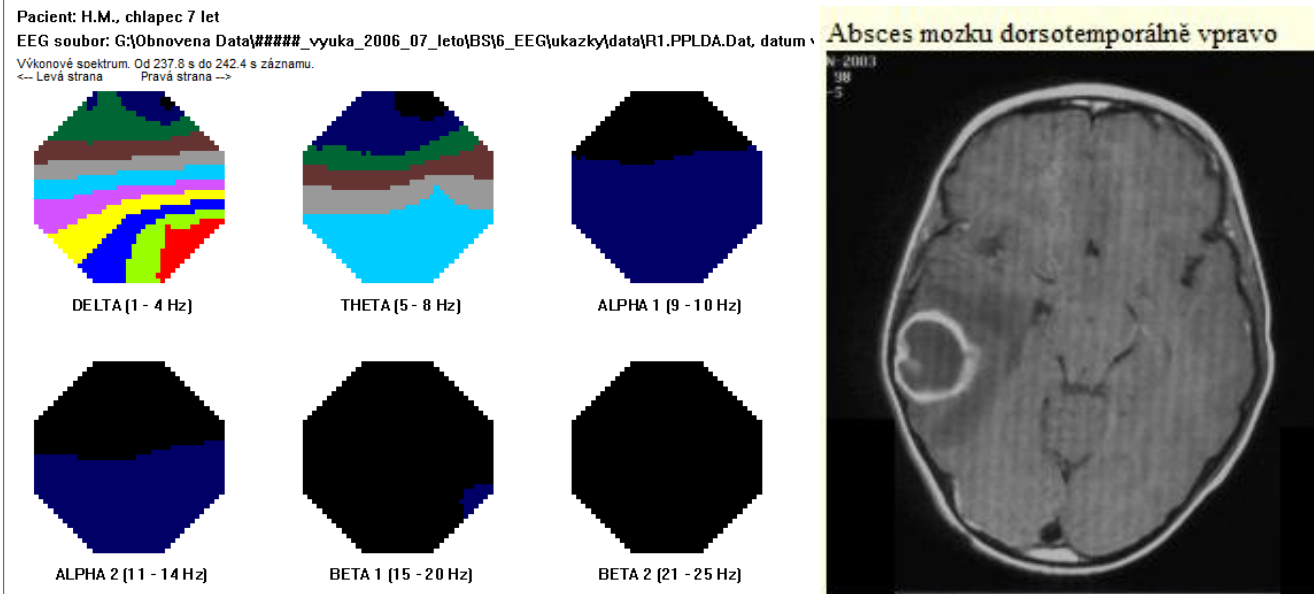 Pacient: H.M., chlapec 7 let
EEG soubor: G:\Obnovena Data\#####_vyuka_2006_07_leto\BS\6_EEG\ukazky\data\R1.PPLDA.Dat, datum
Výkonové spektrum. Od 237.8 s do 242.4 s záznamu.
<-- Levá strana Pravá strana -->
DELTA (1 - 4 Hz)
THETA (5 - 8 Hz)
ALPHA 1 (9 - 10 Hz)
ALPHA 2 (11 - 14 Hz)
BETA 1 (15 - 20 Hz)
BETA 2 (21 - 25 Hz)
Absces mozku dorsotemporálně vpravo
N-2003
98
-5